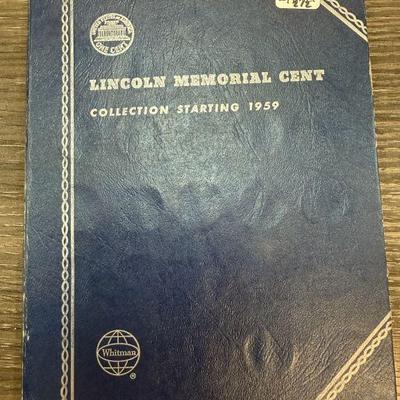 ONE CENT
LINCOLN MEMORIAL CENT
COLLECTION STARTING 1959
Whitman
®